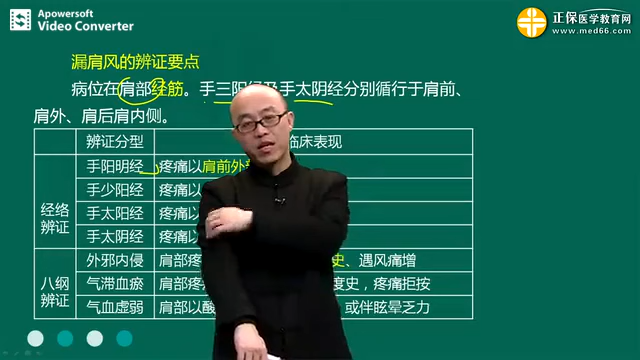 Apowersoft
Video Converter
正保医学教育网
www.med66.com
漏肩风的辨证要点
病位在肩部经筋。手三阳经及手太阴经分别循行于肩前、
肩外、肩后肩内侧。
辨证分型 临床表现
经络辨证
手阳明经 疼痛以肩前外部
手少阳经 疼痛以
手太阳经 疼痛以
手太阴经 疼痛以
八纲辨证
外邪内侵 肩部疼 史、遇风痛增
气滞血瘀 肩部疼 度史，疼痛拒按
气血虚弱 肩部以酸 或伴眩晕乏力